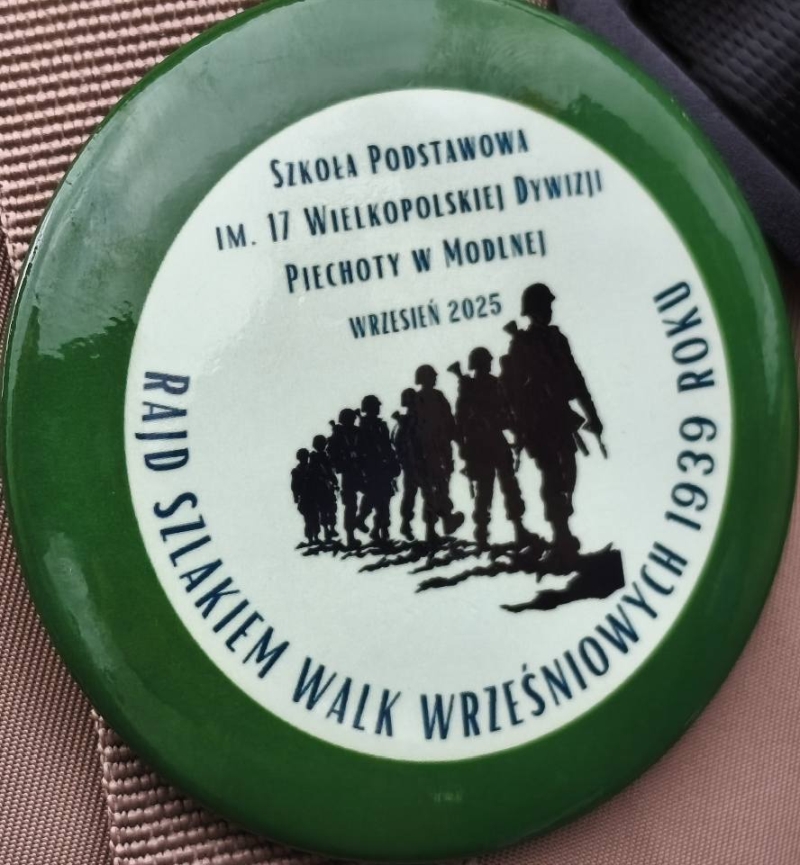 Szkoła Podstawowa
im. 17 Wielkopolskiej Dywizji
Piechoty w Modlnej
wrzesień 2025
RAJD SZLAKIEM WALK WRZEŚNIOWYCH 1939 ROKU